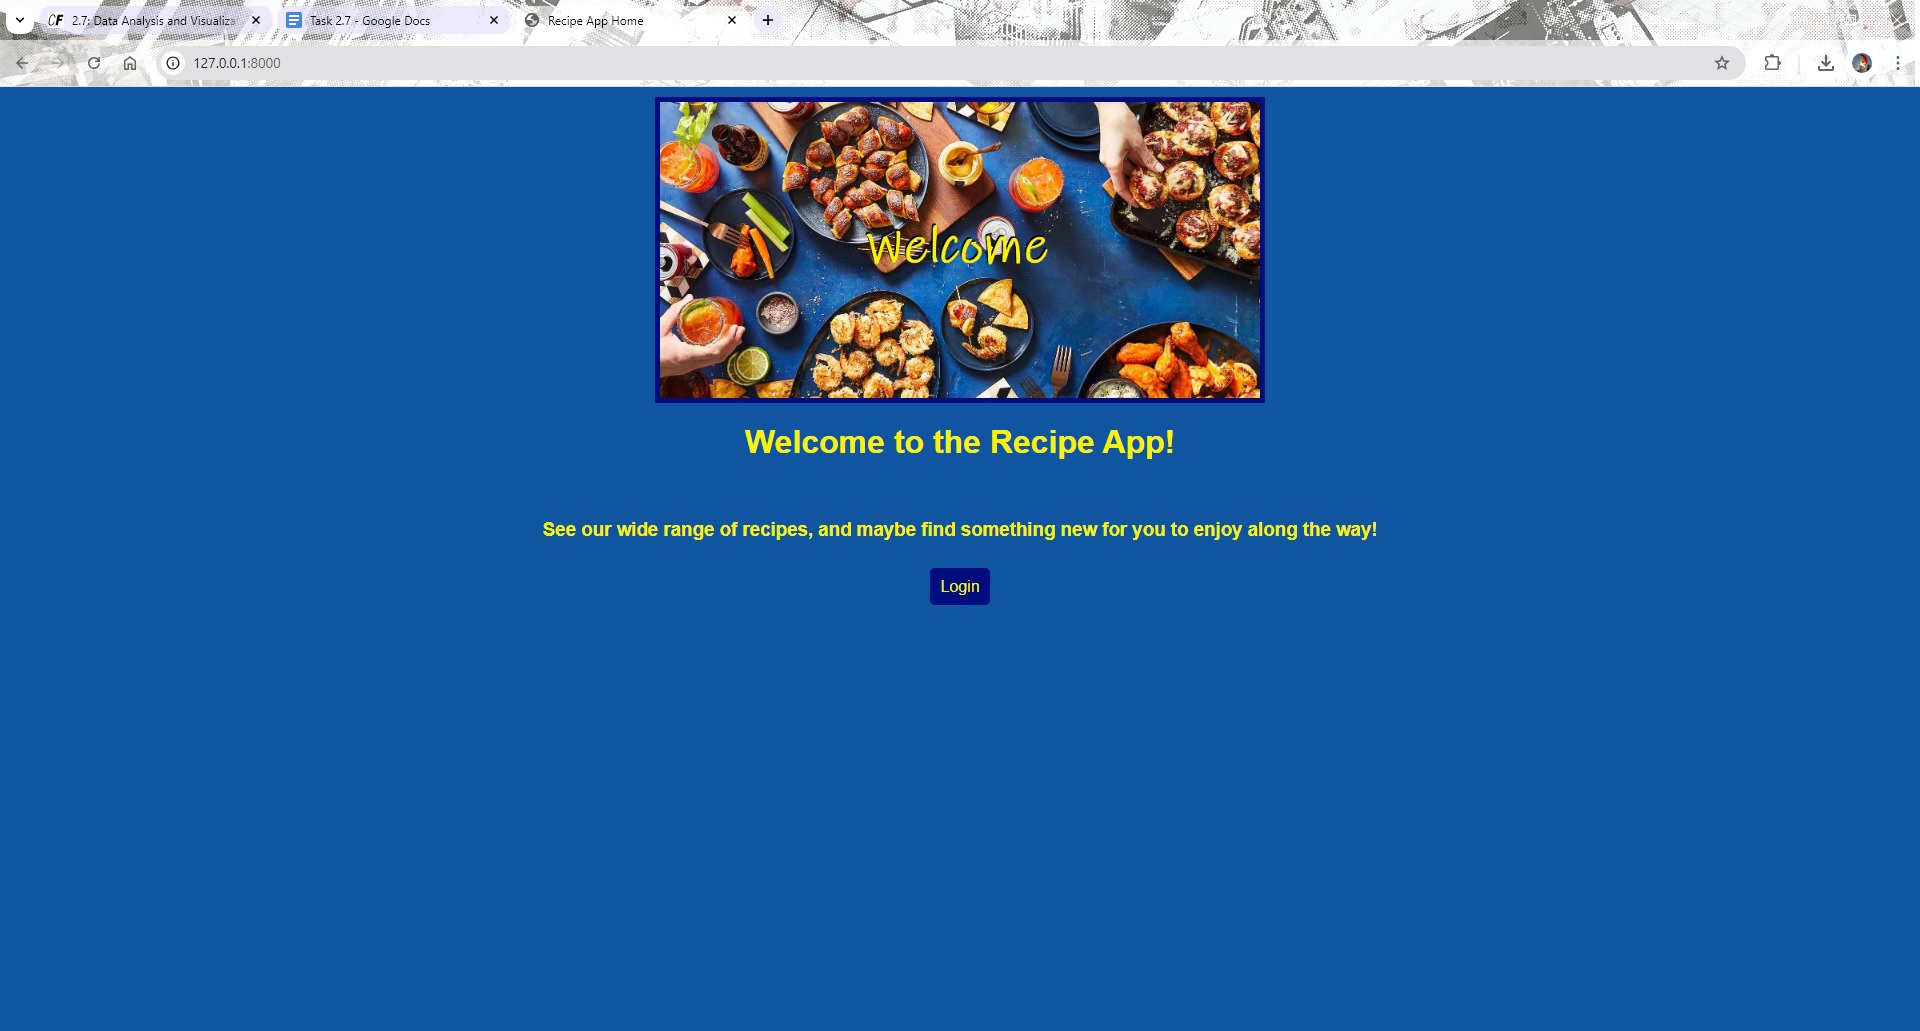 CF 2.7: Data Analysis and Visualiza
Task 2.7 - Google Docs
Recipe App Home
127.0.0.1:8000
Welcome
Welcome to the Recipe App!
See our wide range of recipes, and maybe find something new for you to enjoy along the way!
Login